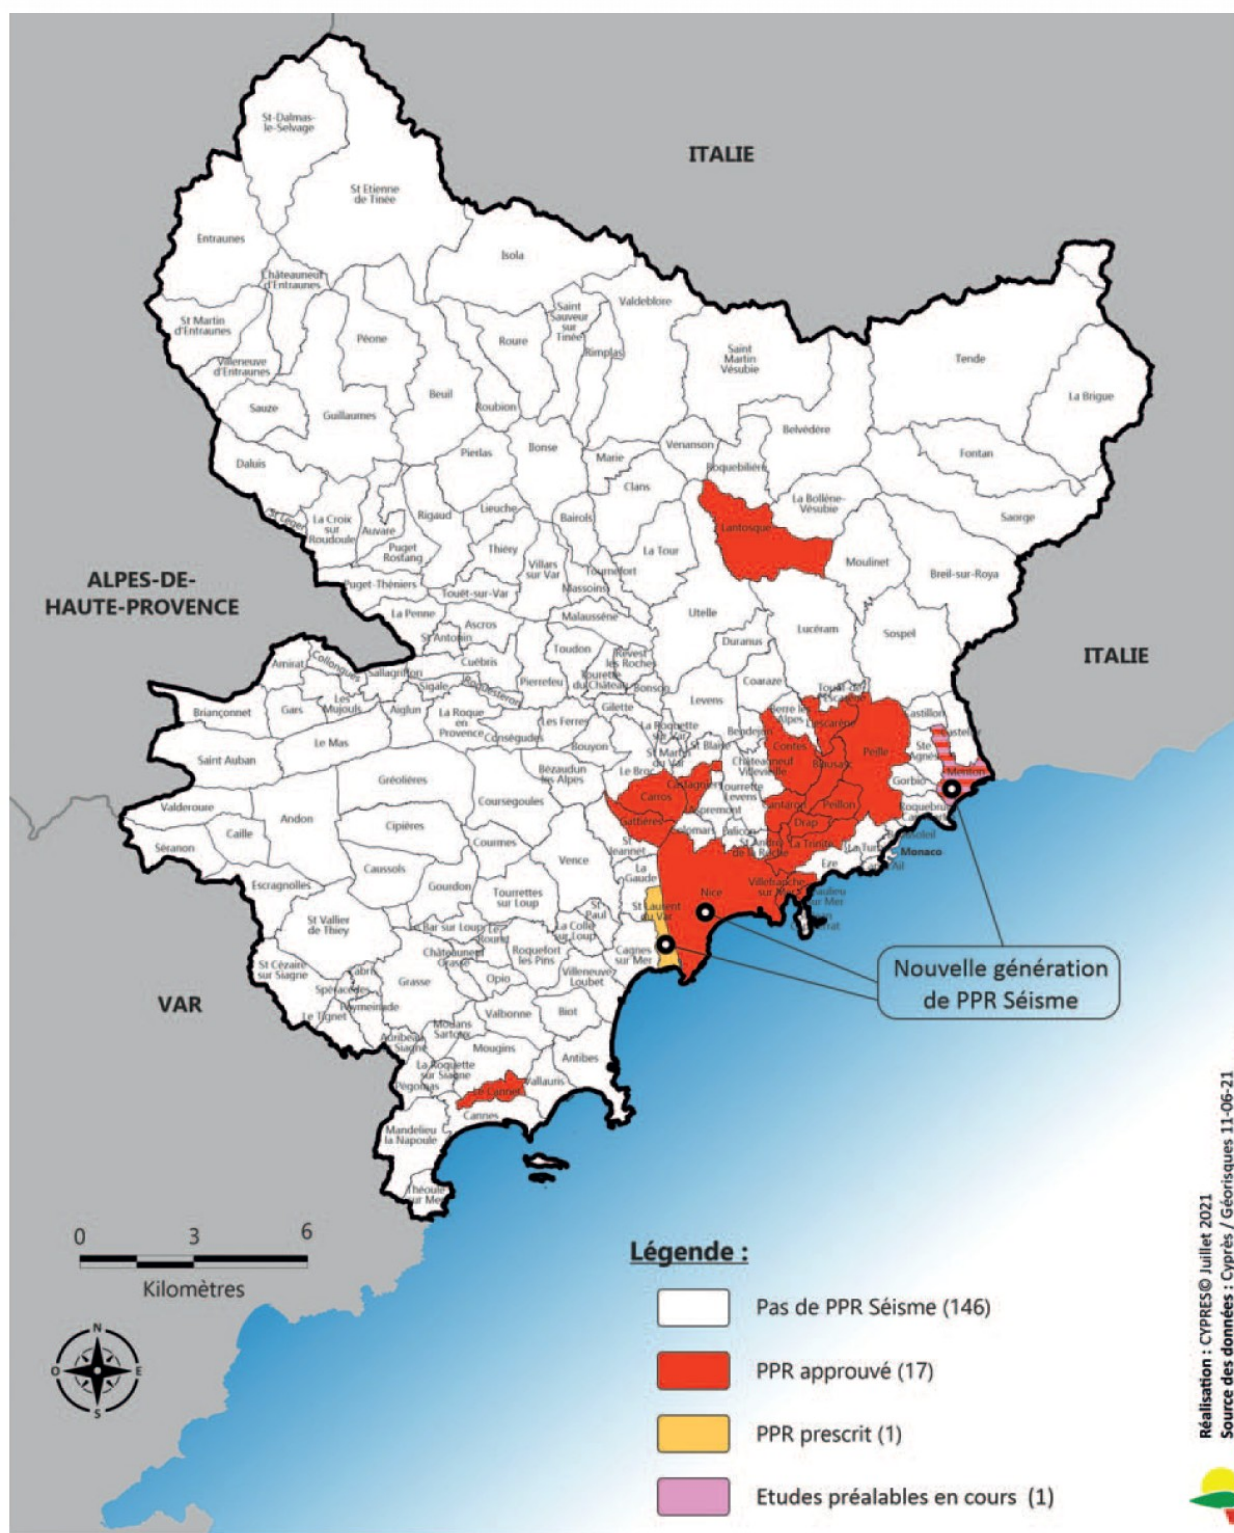 ITALIE
St-Dalmas-
le-Selvage
St Etienne
de Tinée
Entraunes
Isola
Châteauneuf
d'Entraunes
Valdeblore
St Martin
d'Entraunes
Saint
Sauveur
sur
Tinée
Péone
Roure
Rimplas
Saint
Martin
Vésubie
Tende
Villeneuve
d'Entraunes
La Brigue
Beuil
Sauze
Guillaumes
Roubion
Belvédère
Pierlas
Bonse
Marie
Venanson
Fontan
Daluis
Roquebilière
Clans
La Bollène-
Vésubie
St Léger
La Croix
sur
Roudoule
Auvare
Rigaud
Lieuche
Bairols
Saorge
Lantosque
Puget
Rostang
Thiéry
La Tour
Moulinet
Villars
sur Var
Tournefort
Breil-sur-Roya
ALPES-DE-
HAUTE-PROVENCE
Puget-Théniers
Touët-sur-Var
Massoins
La Penne
Malaussène
Utelle
Ascros
Lucéram
Sospel
St Antonin
Duranus
Toudon
Revest
les Roches
ITALIE
Amirat
Collongues
Sallagriffon
Cuébris
Tourette
du Château
Coaraze
Sigale
Roquesteron
Pierrefeu
Bonson
Briançonnet
Gars
Les
Mujouls
Aiglun
La Roque
en
Provence
Gilette
Levens
Berre les
Alpes
L'Escarène
Castillon
Les Ferres
Conségudes
La Roquette
sur Var
Bendejun
Castellar
Le Mas
Bouyon
St Blaise
Contes
Peille
Ste
Agnès
Saint Auban
St Martin
du Var
Châteauneuf
Villevieille
Blausasc
Gréolières
Bézaudun
les Alpes
Le Broc
Menton
Castagniers
Tourrette
Levens
Gorbio
Valderoure
Andon
Coursegoules
Carros
Cantaron
Peillon
Caille
Cipières
Gattières
Drap
Séranon
Courmes
St
Jeannet
St André
de la Roche
La Trinité
Monaco
Caussols
Vence
Eze
Escragnolles
Gourdon
La
Gaude
Tourrettes
sur Loup
Nice
Villefranche
sur Mer
St Vallier
de Thiey
St
Paul
St Laurent
du Var
Le Bar sur Loup
La Colle
sur Loup
Châteauneuf
Grasse
Roquefort
les Pins
Cagnes
sur Mer
St Cézaire
sur Siagne
Cabris
Grasse
Opio
Villeneuve
Loubet
Nouvelle génération
de PPR Séisme
Spéracèdes
Peymeinade
Le Tignet
VAR
Valbonne
Biot
Mouans
Sartoux
Auribeau
Siagne
Mougins
Antibes
La Roquette
sur Siagne
Pégomas
Vallauris
Le Cannet
Cannes
Mandelieu
la Napoule
Théoule
sur Mer
0 3 6
Kilomètres
N
O E
S
Légende :
Pas de PPR Séisme (146)
PPR approuvé (17)
PPR prescrit (1)
Etudes préalables en cours (1)
Réalisation : CYPRES© Juillet 2021
Source des données : Cyprès / Géorisques 11-06-21